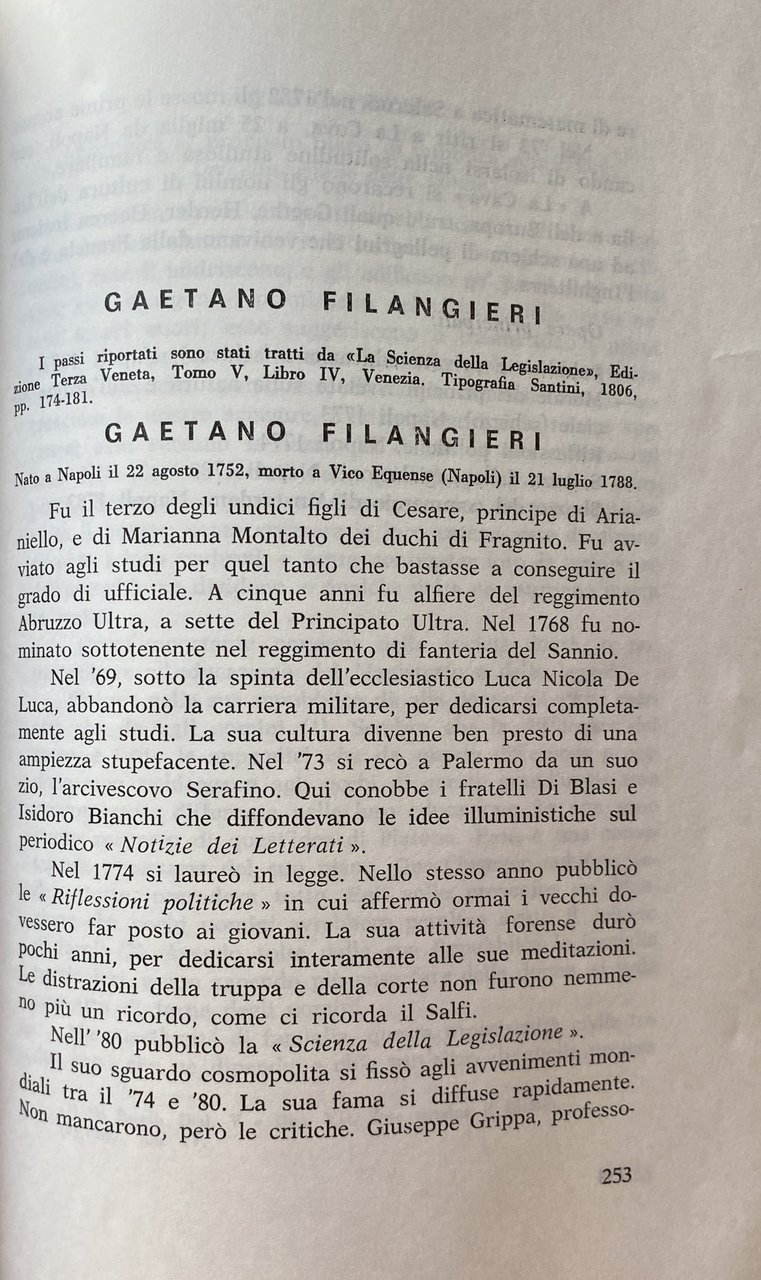 GAETANO FILANGIERI
I passi riportati sono stati tratti da «La Scienza della Legislazione», Edi-
zione Terza Veneta, Tomo V, Libro IV, Venezia. Tipografia Santini, 1806,
pp. 174-181.
GAETANO FILANGIERI
Nato a Napoli il 22 agosto 1752, morto a Vico Equense (Napoli) il 21 luglio 1788.
Fu il terzo degli undici figli di Cesare, principe di Aria-
niello, e di Marianna Montalto dei duchi di Fragnito. Fu av-
viato agli studi per quel tanto che bastasse a conseguire il
grado di ufficiale. A cinque anni fu alfiere del reggimento
Abruzzo Ultra, a sette del Principato Ultra. Nel 1768 fu no-
minato sottotenente nel reggimento di fanteria del Sannio.
Nel '69, sotto la spinta dell'ecclesiastico Luca Nicola De
Luca, abbandonò la carriera militare, per dedicarsi completa-
mente agli studi. La sua cultura divenne ben presto di una
ampiezza stupefacente. Nel '73 si recò a Palermo da un suo
zio, l'arcivescovo Serafino. Qui conobbe i fratelli Di Blasi e
Isidoro Bianchi che diffondevano le idee illuministiche sul
periodico « Notizie dei Letterati ».
Nel 1774 si laureò in legge. Nello stesso anno pubblicò
le « Riflessioni politiche » in cui affermò ormai i vecchi do-
vessero far posto ai giovani. La sua attività forense durò
pochi anni, per dedicarsi interamente alle sue meditazioni.
Le distrazioni della truppa e della corte non furono nemme-
no più un ricordo, come ci ricorda il Salfi.
Nell' '80 pubblicò la « Scienza della Legislazione ».
Il suo sguardo cosmopolita si fissò agli avvenimenti mon-
diali tra il '74 e '80. La sua fama si diffuse rapidamente.
Non mancarono, però le critiche. Giuseppe Grippa, professo-
253